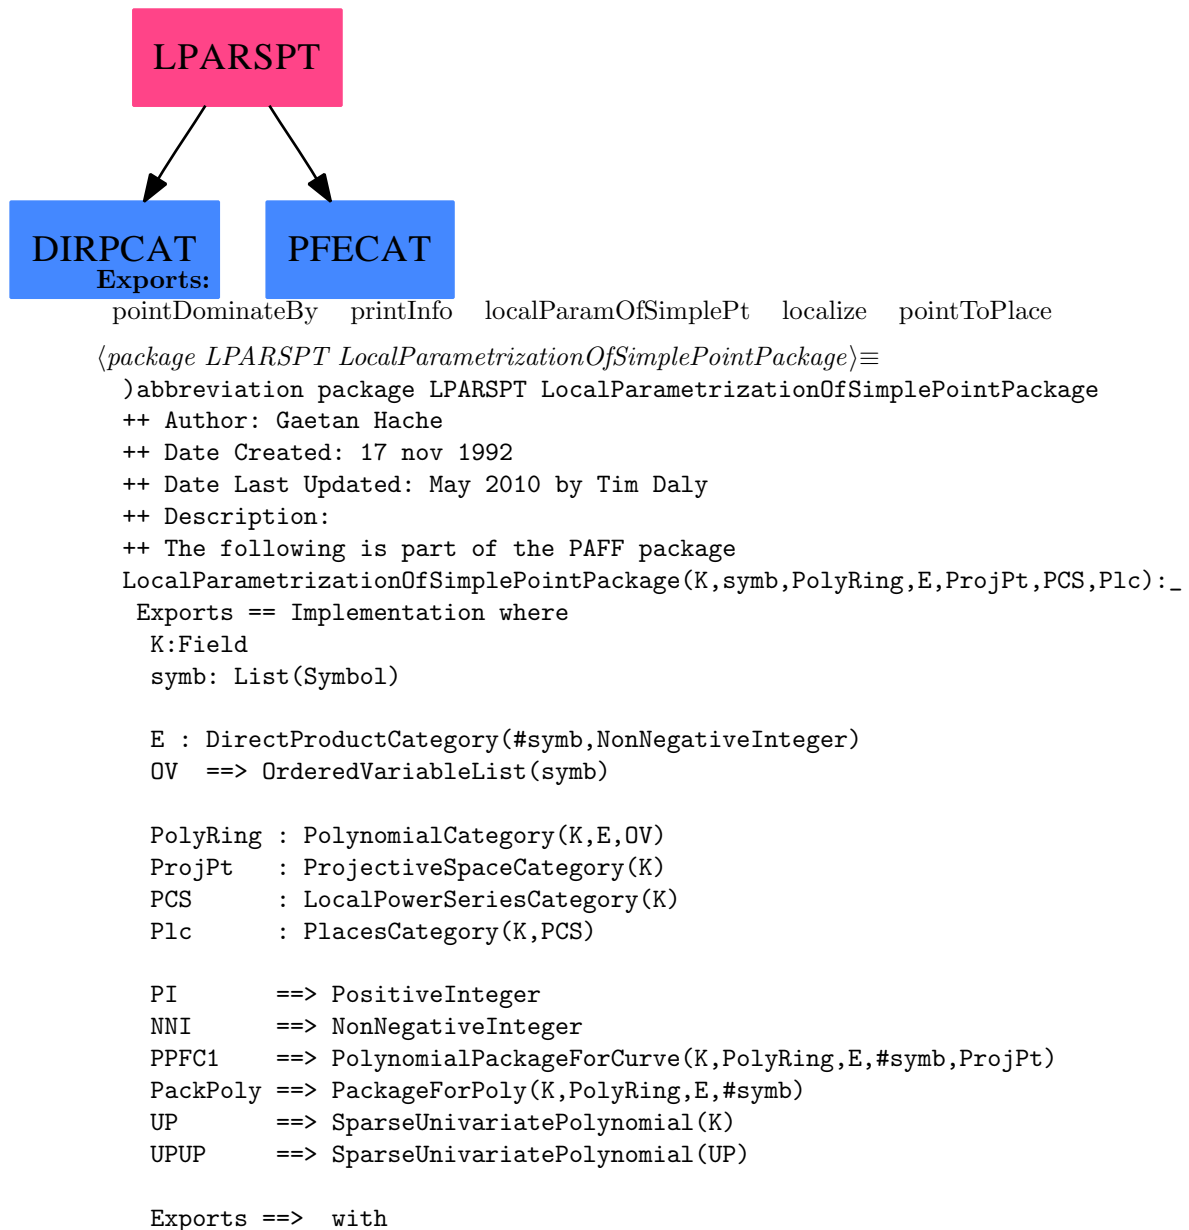 LPARSPT
DIRPCAT PFECAT
Exports:
pointDominateBy printInfo localParamOfSimplePt localize pointToPlace
⟨package LPARSPT LocalParametrizationOfSimplePointPackage⟩≡
)abbreviation package LPARSPT LocalParametrizationOfSimplePointPackage
++ Author: Gaetan Hache
++ Date Created: 17 nov 1992
++ Date Last Updated: May 2010 by Tim Daly
++ Description:
++ The following is part of the PAFF package
LocalParametrizationOfSimplePointPackage(K,symb,PolyRing,E,ProjPt,PCS,Plc):_
Exports == Implementation where
K:Field
symb: List(Symbol)
E : DirectProductCategory(#symb,NonNegativeInteger)
OV ==> OrderedVariableList(symb)
PolyRing : PolynomialCategory(K,E,OV)
ProjPt : ProjectiveSpaceCategory(K)
PCS : LocalPowerSeriesCategory(K)
Plc : PlacesCategory(K,PCS)
PI ==> PositiveInteger
NNI ==> NonNegativeInteger
PPFC1 ==> PolynomialPackageForCurve(K,PolyRing,E,#symb,ProjPt)
PackPoly ==> PackageForPoly(K,PolyRing,E,#symb)
UP ==> SparseUnivariatePolynomial(K)
UPUP ==> SparseUnivariatePolynomial(UP)
Exports ==> with